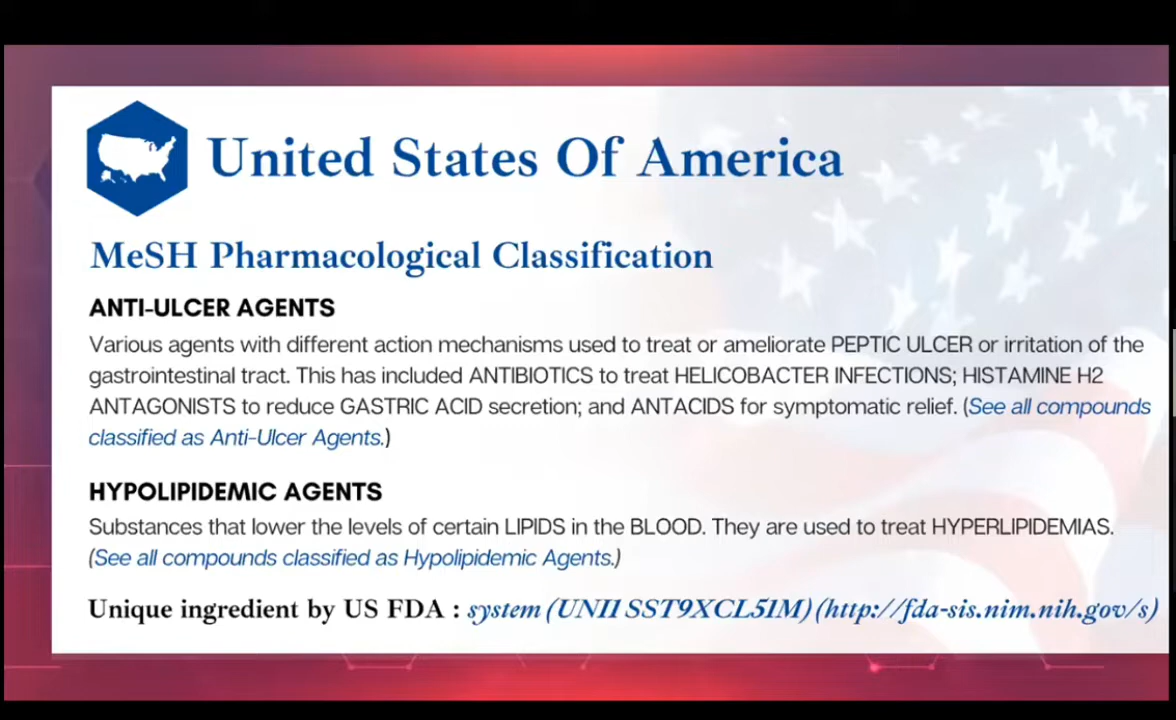 United States Of America
MeSH Pharmacological Classification
ANTI-ULCER AGENTS
Various agents with different action mechanisms used to treat or ameliorate PEPTIC ULCER or irritation of the
gastrointestinal tract. This has included ANTIBIOTICS to treat HELICOBACTER INFECTIONS; HISTAMINE H2
ANTAGONISTS to reduce GASTRIC ACID secretion; and ANTACIDS for symptomatic relief. (See all compounds
classified as Anti-Ulcer Agents.)
HYPOLIPIDEMIC AGENTS
Substances that lower the levels of certain LIPIDS in the BLOOD. They are used to treat HYPERLIPIDEMIAS.
(See all compounds classified as Hypolipidemic Agents.)
Unique ingredient by US FDA : system (UNII SST9XCL51M) (http://fda-sis.nim.nih.gov/s)